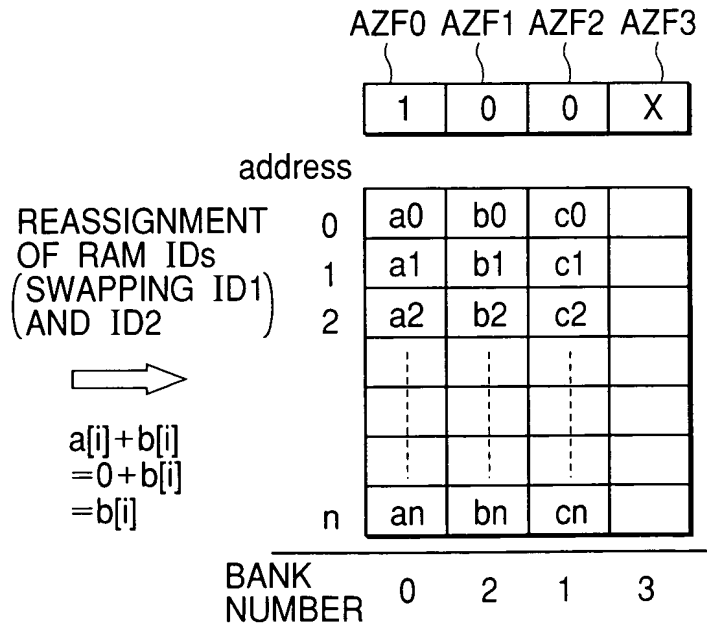 AZF0 AZF1 AZF2 AZF3
1 0 0 X
address
REASSIGNMENT
OF RAM IDs
(SWAPPING ID1
AND ID2)
0 a0 b0 c0
1 a1 b1 c1
2 a2 b2 c2
a[i]+b[i]
=0+b[i]
=b[i]
n an bn cn
BANK
NUMBER 0 2 1 3